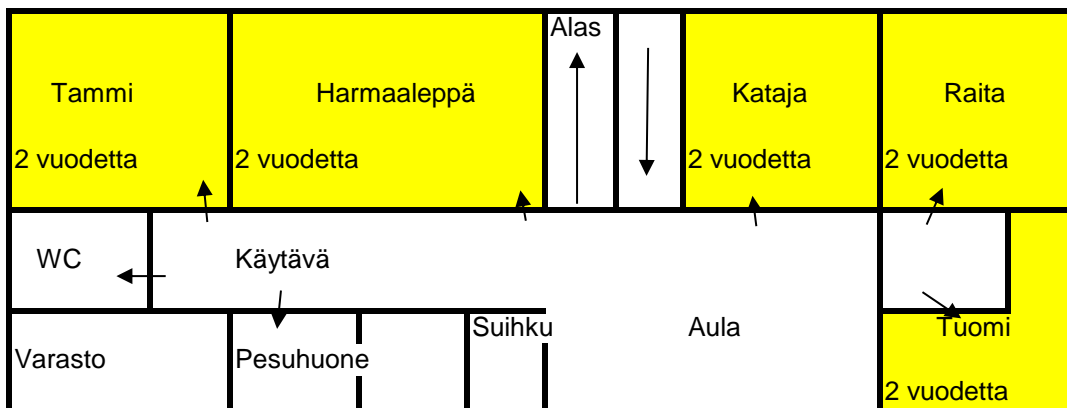 Alas
Tammi
Harmaaleppä
Kataja
Raita
2 vuodetta
2 vuodetta
2 vuodetta
2 vuodetta
WC
Käytävä
Suihku
Aula
Tuomi
Varasto
Pesuhuone
2 vuodetta